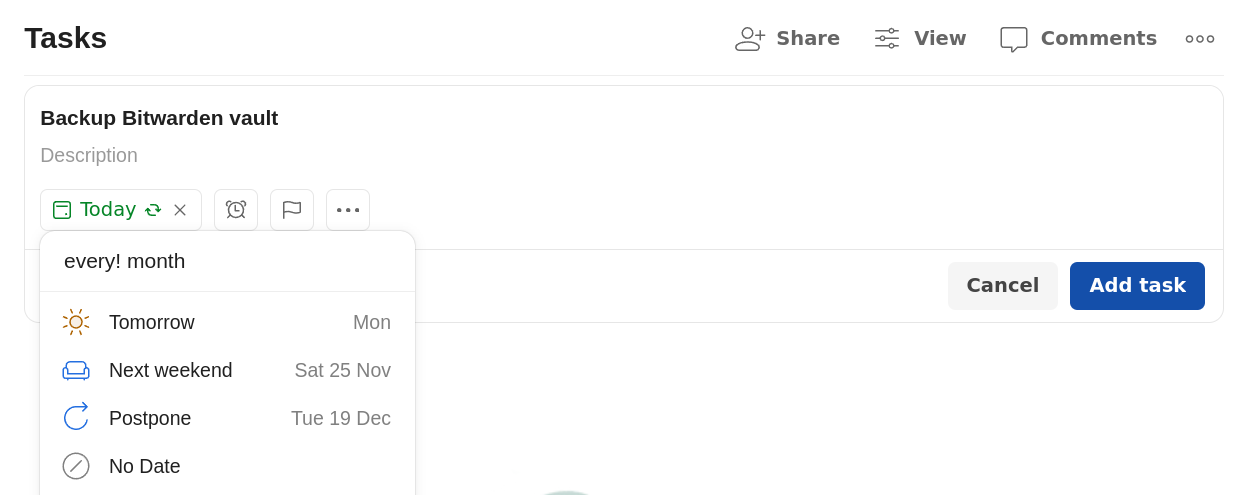 Tasks
Share
View
Comments
Backup Bitwarden vault
Description
Today
every! month
Cancel
Add task
Tomorrow Mon
Next weekend Sat 25 Nov
Postpone Tue 19 Dec
No Date